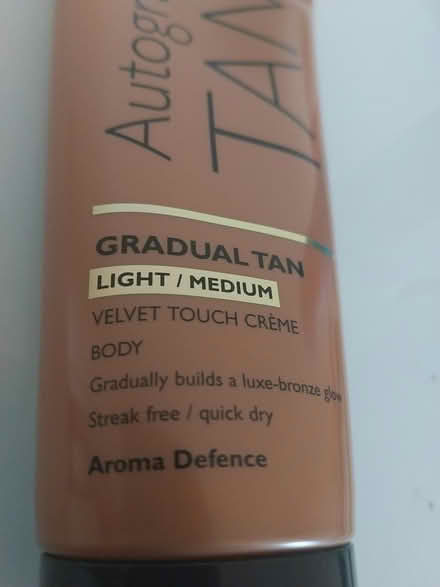 TAN
GRADUAL TAN
LIGHT / MEDIUM
VELVET TOUCH CRÈME
BODY
Gradually builds a luxe-bronze glow
Streak free / quick dry
Aroma Defence